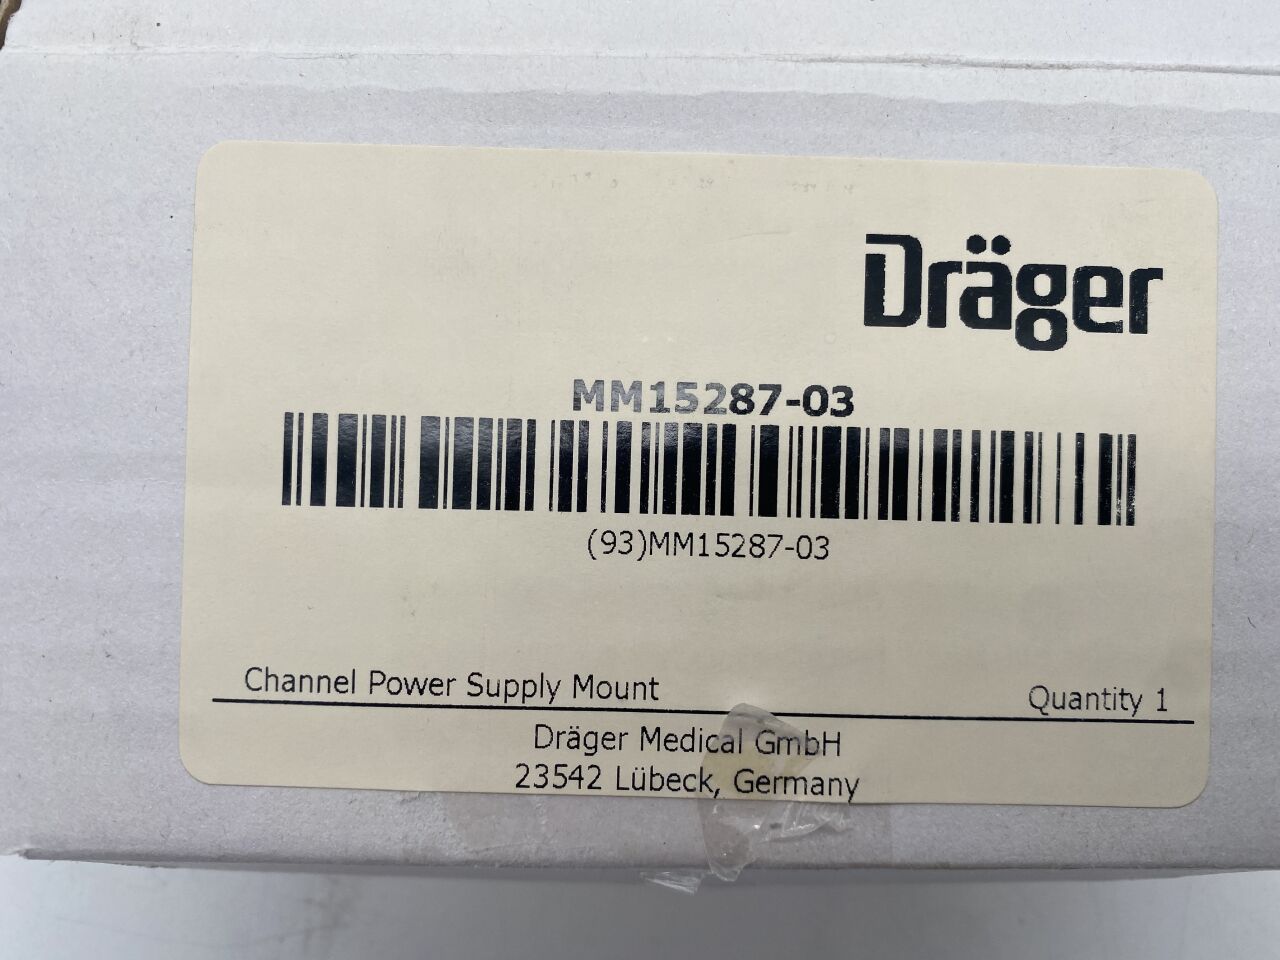 Dräger
MM15287-03
(93)MM15287-03
Channel Power Supply Mount
Quantity 1
Dräger Medical GmbH
23542 Lübeck, Germany